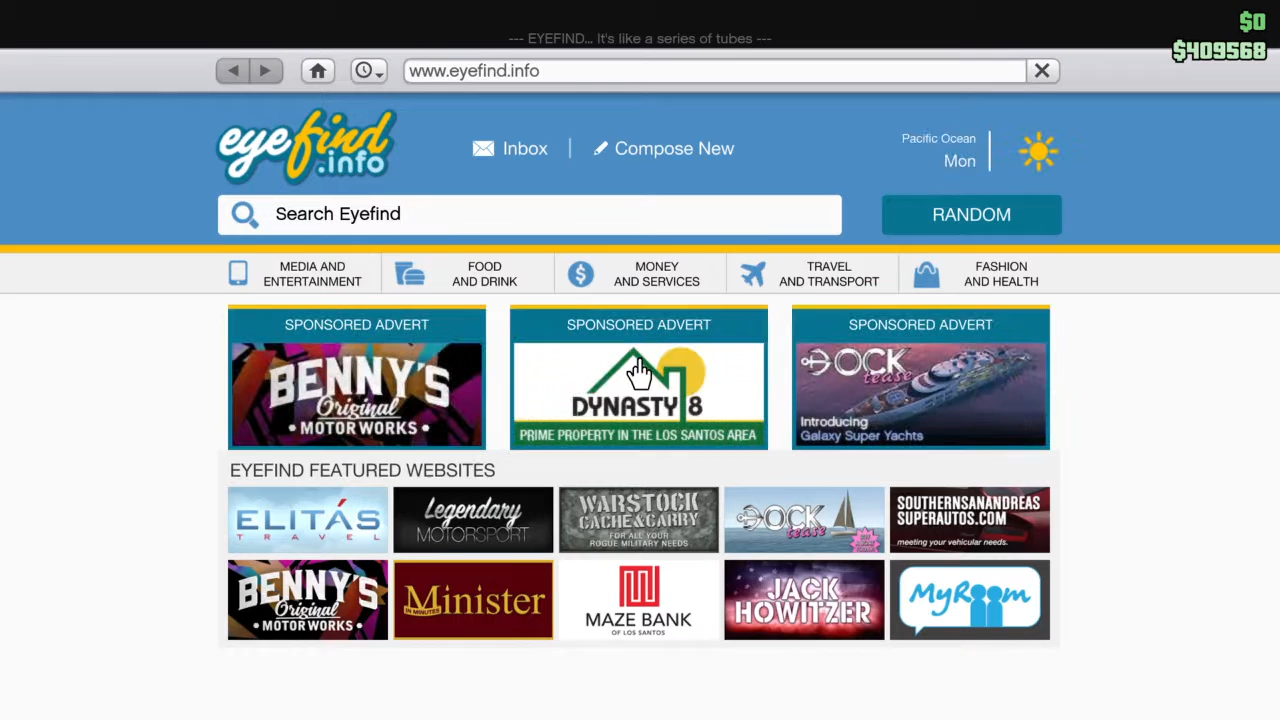 $0
--- EYEFIND... It's like a series of tubes ---
$409568
www.eyefind.info
eyefind
.info
Inbox
Compose New
Pacific Ocean
Mon
Search Eyefind
RANDOM
MEDIA AND
ENTERTAINMENT
FOOD
AND DRINK
MONEY
AND SERVICES
TRAVEL
AND TRANSPORT
FASHION
AND HEALTH
SPONSORED ADVERT
BENNY'S
Original
MOTOR WORKS
SPONSORED ADVERT
DYNASTY 8
PRIME PROPERTY IN THE LOS SANTOS AREA
SPONSORED ADVERT
DOCK
tease
Introducing
Galaxy Super Yachts
EYEFIND FEATURED WEBSITES
ELITÁS
TRAVEL
Legendary
MOTORSPORT
WARSTOCK
CACHE & CARRY
FOR ALL YOUR
ROGUE MILITARY NEEDS
DOCK
tease
SOUTHERNSANANDREAS
SUPERAUTOS.COM
meeting your vehicular needs.
BENNY'S
Original
MOTOR WORKS
IN MINUTES
Minister
MAZE BANK
OF LOS SANTOS
JACK
HOWITZER
MyRoom